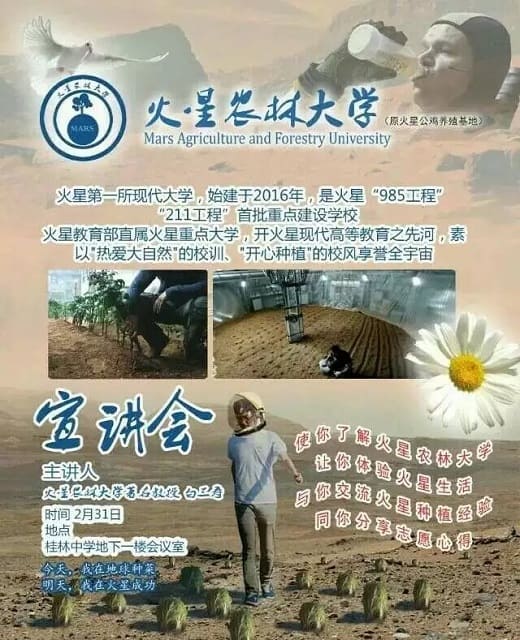 火星农林大学
MARS
火星农林大学（原火星公鸡养殖基地）
Mars Agriculture and Forestry University
火星第一所现代大学，始建于2016年，是火星“985工程”
“211工程”首批重点建设学校
火星教育部直属火星重点大学，开火星现代高等教育之先河，素
以"热爱大自然"的校训、"开心种植"的校风享誉全宇宙
宣讲会
主讲人
火星农林大学著名教授 白三君
时间 2月31日
地点
桂林中学地下一楼会议室
今天，我在地球种菜
明天，我在火星成功
使你了解火星农林大学
让你体验火星生活
与你交流火星种植经验
同你分享志愿心得